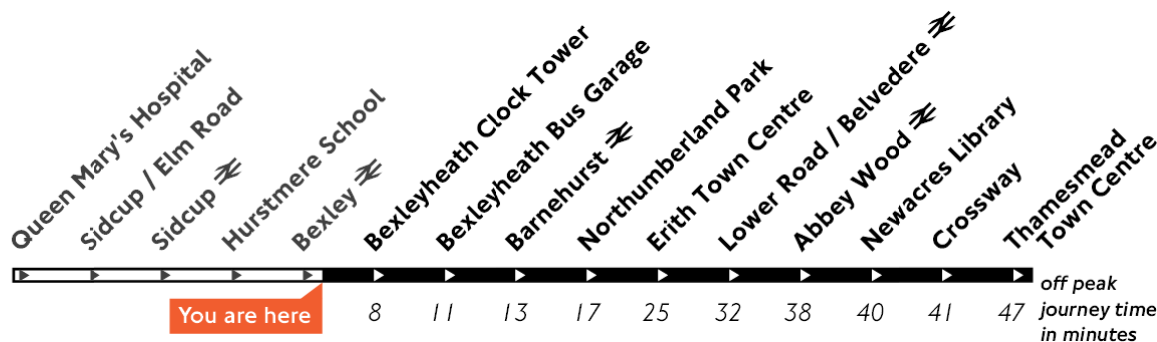 Queen Mary's Hospital
Sidcup / Elm Road
Sidcup
Hurstmere School
Bexley
Bexleyheath Clock Tower
Bexleyheath Bus Garage
Barnehurst
Northumberland Park
Erith Town Centre
Lower Road / Belvedere
Abbey Wood
Newacres Library
Crossway
Thamesmead
Town Centre
You are here
8 11 13 17 25 32 38 40 41 47
off peak
journey time
in minutes